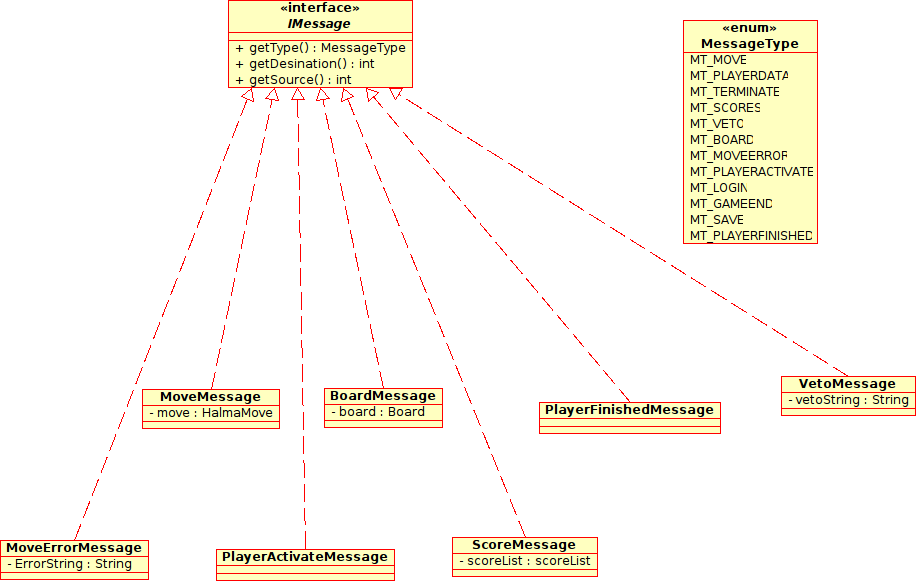 «interface»
IMessage
+ getType() : MessageType
+ getDesination() : int
+ getSource() : int
«enum»
MessageType
MT_MOVE
MT_PLAYERDATA
MT_TERMINATE
MT_SCORES
MT_VETO
MT_BOARD
MT_MOVEERROR
MT_PLAYERACTIVATE
MT_LOGIN
MT_GAMEEND
MT_SAVE
MT_PLAYERFINISHED
MoveMessage
- move : HalmaMove
BoardMessage
- board : Board
PlayerFinishedMessage
VetoMessage
- vetoString : String
MoveErrorMessage
- ErrorString : String
PlayerActivateMessage
ScoreMessage
- scoreList : scoreList